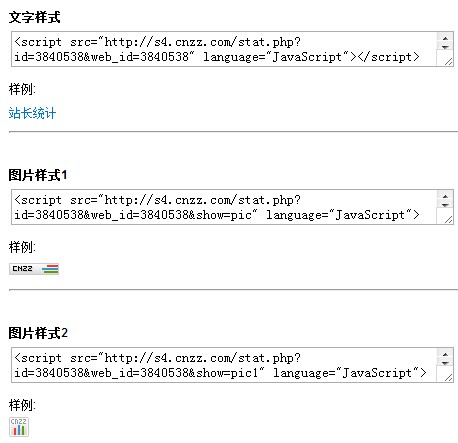 文字样式
<script src="http://s4.cnzz.com/stat.php?
id=3840538&web_id=3840538" language="JavaScript"></script>
样例:
站长统计
图片样式1
<script src="http://s4.cnzz.com/stat.php?
id=3840538&web_id=3840538&show=pic" language="JavaScript">
样例:
CNZZ
图片样式2
<script src="http://s4.cnzz.com/stat.php?
id=3840538&web_id=3840538&show=pic1" language="JavaScript">
样例:
CNZZ